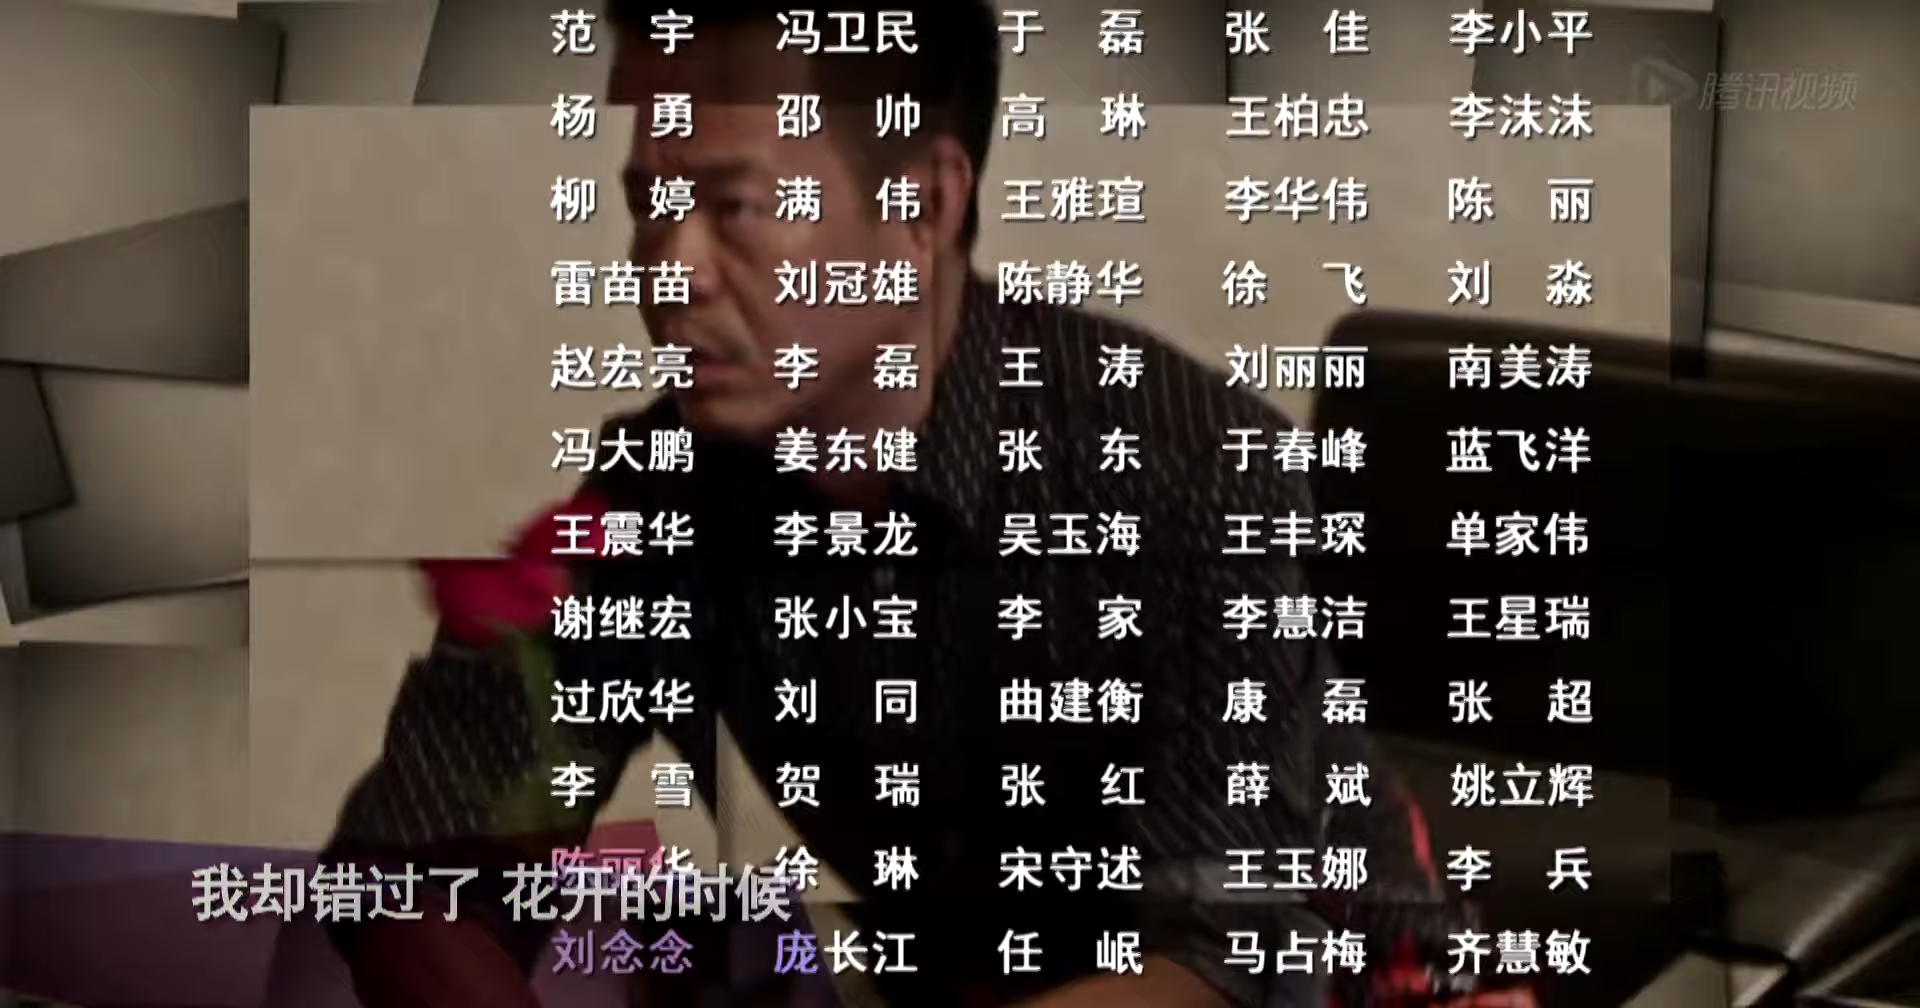 范宇 冯卫民 于磊 张佳 李小平
腾讯视频
杨勇 邵帅 高琳 王柏忠 李沫沫
柳婷 满伟 王雅瑄 李华伟 陈丽
雷苗苗 刘冠雄 陈静华 徐飞 刘淼
赵宏亮 李磊 王涛 刘丽丽 南美涛
冯大鹏 姜东健 张东 于春峰 蓝飞洋
王震华 李景龙 吴玉海 王丰琛 单家伟
谢继宏 张小宝 李家 李慧洁 王星瑞
过欣华 刘同 曲建衡 康磊 张超
李雪 贺瑞 张红 薛斌 姚立辉
陈丽华 徐琳 宋守述 王玉娜 李兵
我却错过了 花开的时候
刘念念 庞长江 任岷 马占梅 齐慧敏